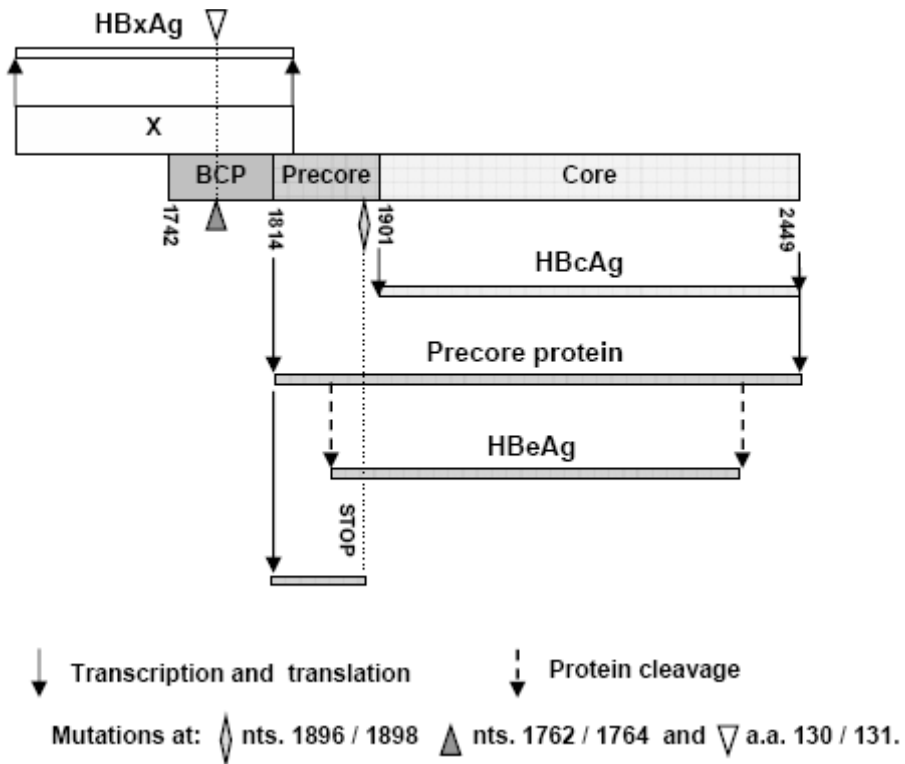 HBxAg
X
BCP Precore Core
1742
1814
1901
2449
HBcAg
Precore protein
HBeAg
STOP
Transcription and translation
Protein cleavage
Mutations at: nts. 1896 / 1898 nts. 1762 / 1764 and a.a. 130 / 131.